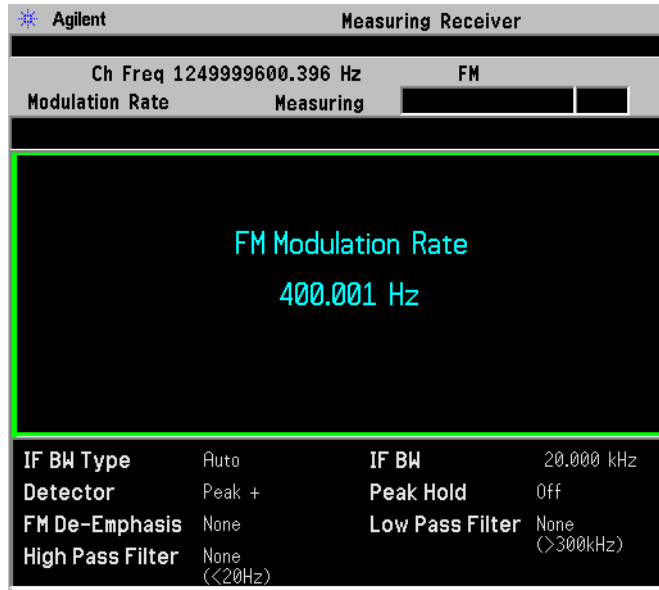 Agilent Measuring Receiver
Ch Freq 1249999600.396 Hz FM
Modulation Rate Measuring
FM Modulation Rate
400.001 Hz
IF BW Type Auto IF BW 20.000 kHz
Detector Peak + Peak Hold Off
FM De-Emphasis None Low Pass Filter None
(>300kHz)
High Pass Filter None
(<20Hz)